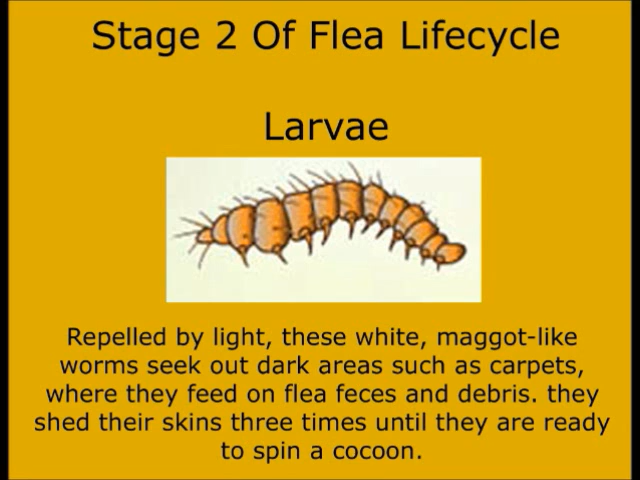 Stage 2 Of Flea Lifecycle
Larvae
Repelled by light, these white, maggot-like
worms seek out dark areas such as carpets,
where they feed on flea feces and debris. they
shed their skins three times until they are ready
to spin a cocoon.